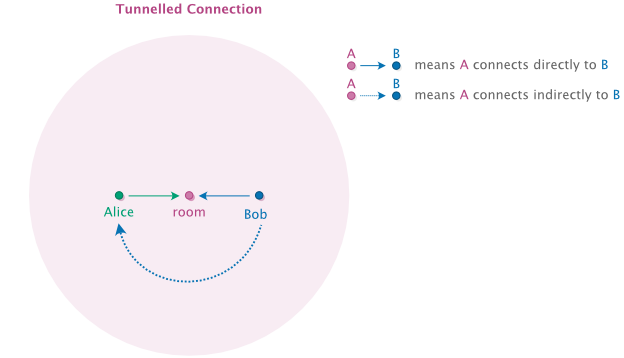 Tunnelled Connection
A B
means A connects directly to B
A B
means A connects indirectly to B
Alice room Bob